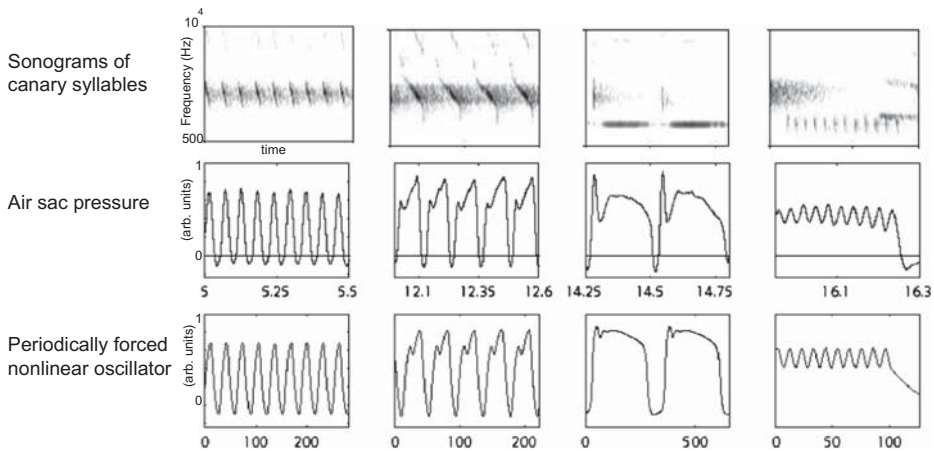 10 4
Frequency (Hz)
500
time
Sonograms of
canary syllables
Air sac pressure
(arb. units)
1
0
5 5.25 5.5
12.1 12.35 12.6
14.25 14.5 14.75
16.1 16.3
Periodically forced
nonlinear oscillator
(arb. units)
1
0
0 100 200
0 100 200
0 500
0 50 100